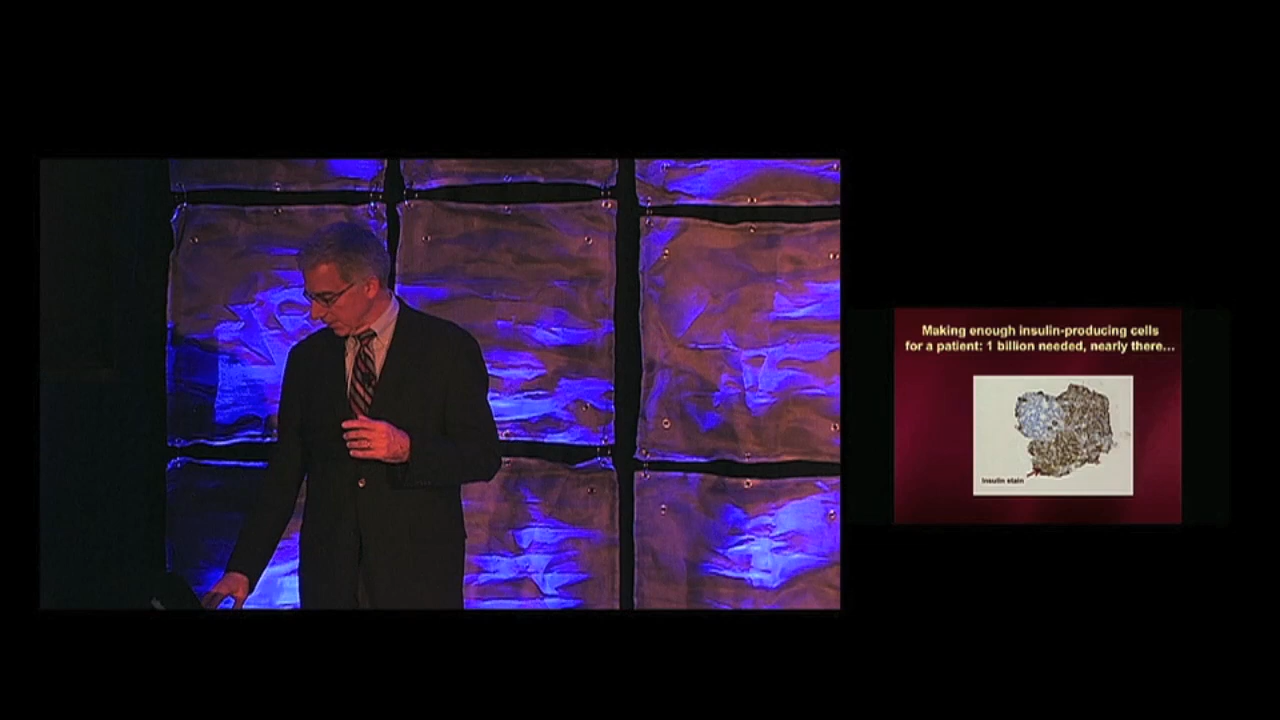 Making enough insulin-producing cells
for a patient: 1 billion needed, nearly there...
Insulin stain